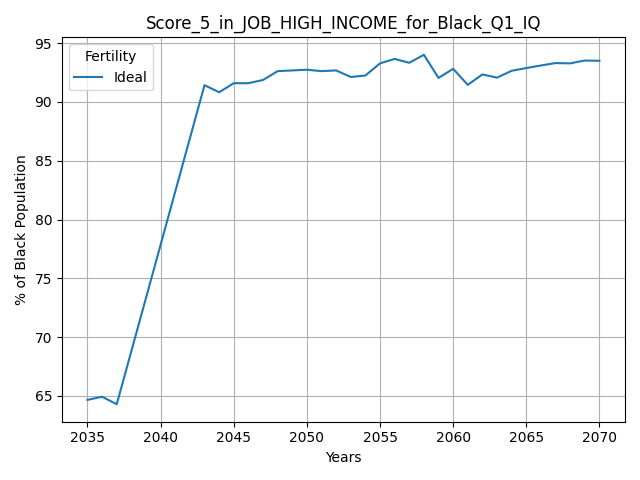 Score_5_in_JOB_HIGH_INCOME_for_Black_Q1_IQ
95
90
85
80
75
70
65
% of Black Population
Fertility
Ideal
2035 2040 2045 2050 2055 2060 2065 2070
Years